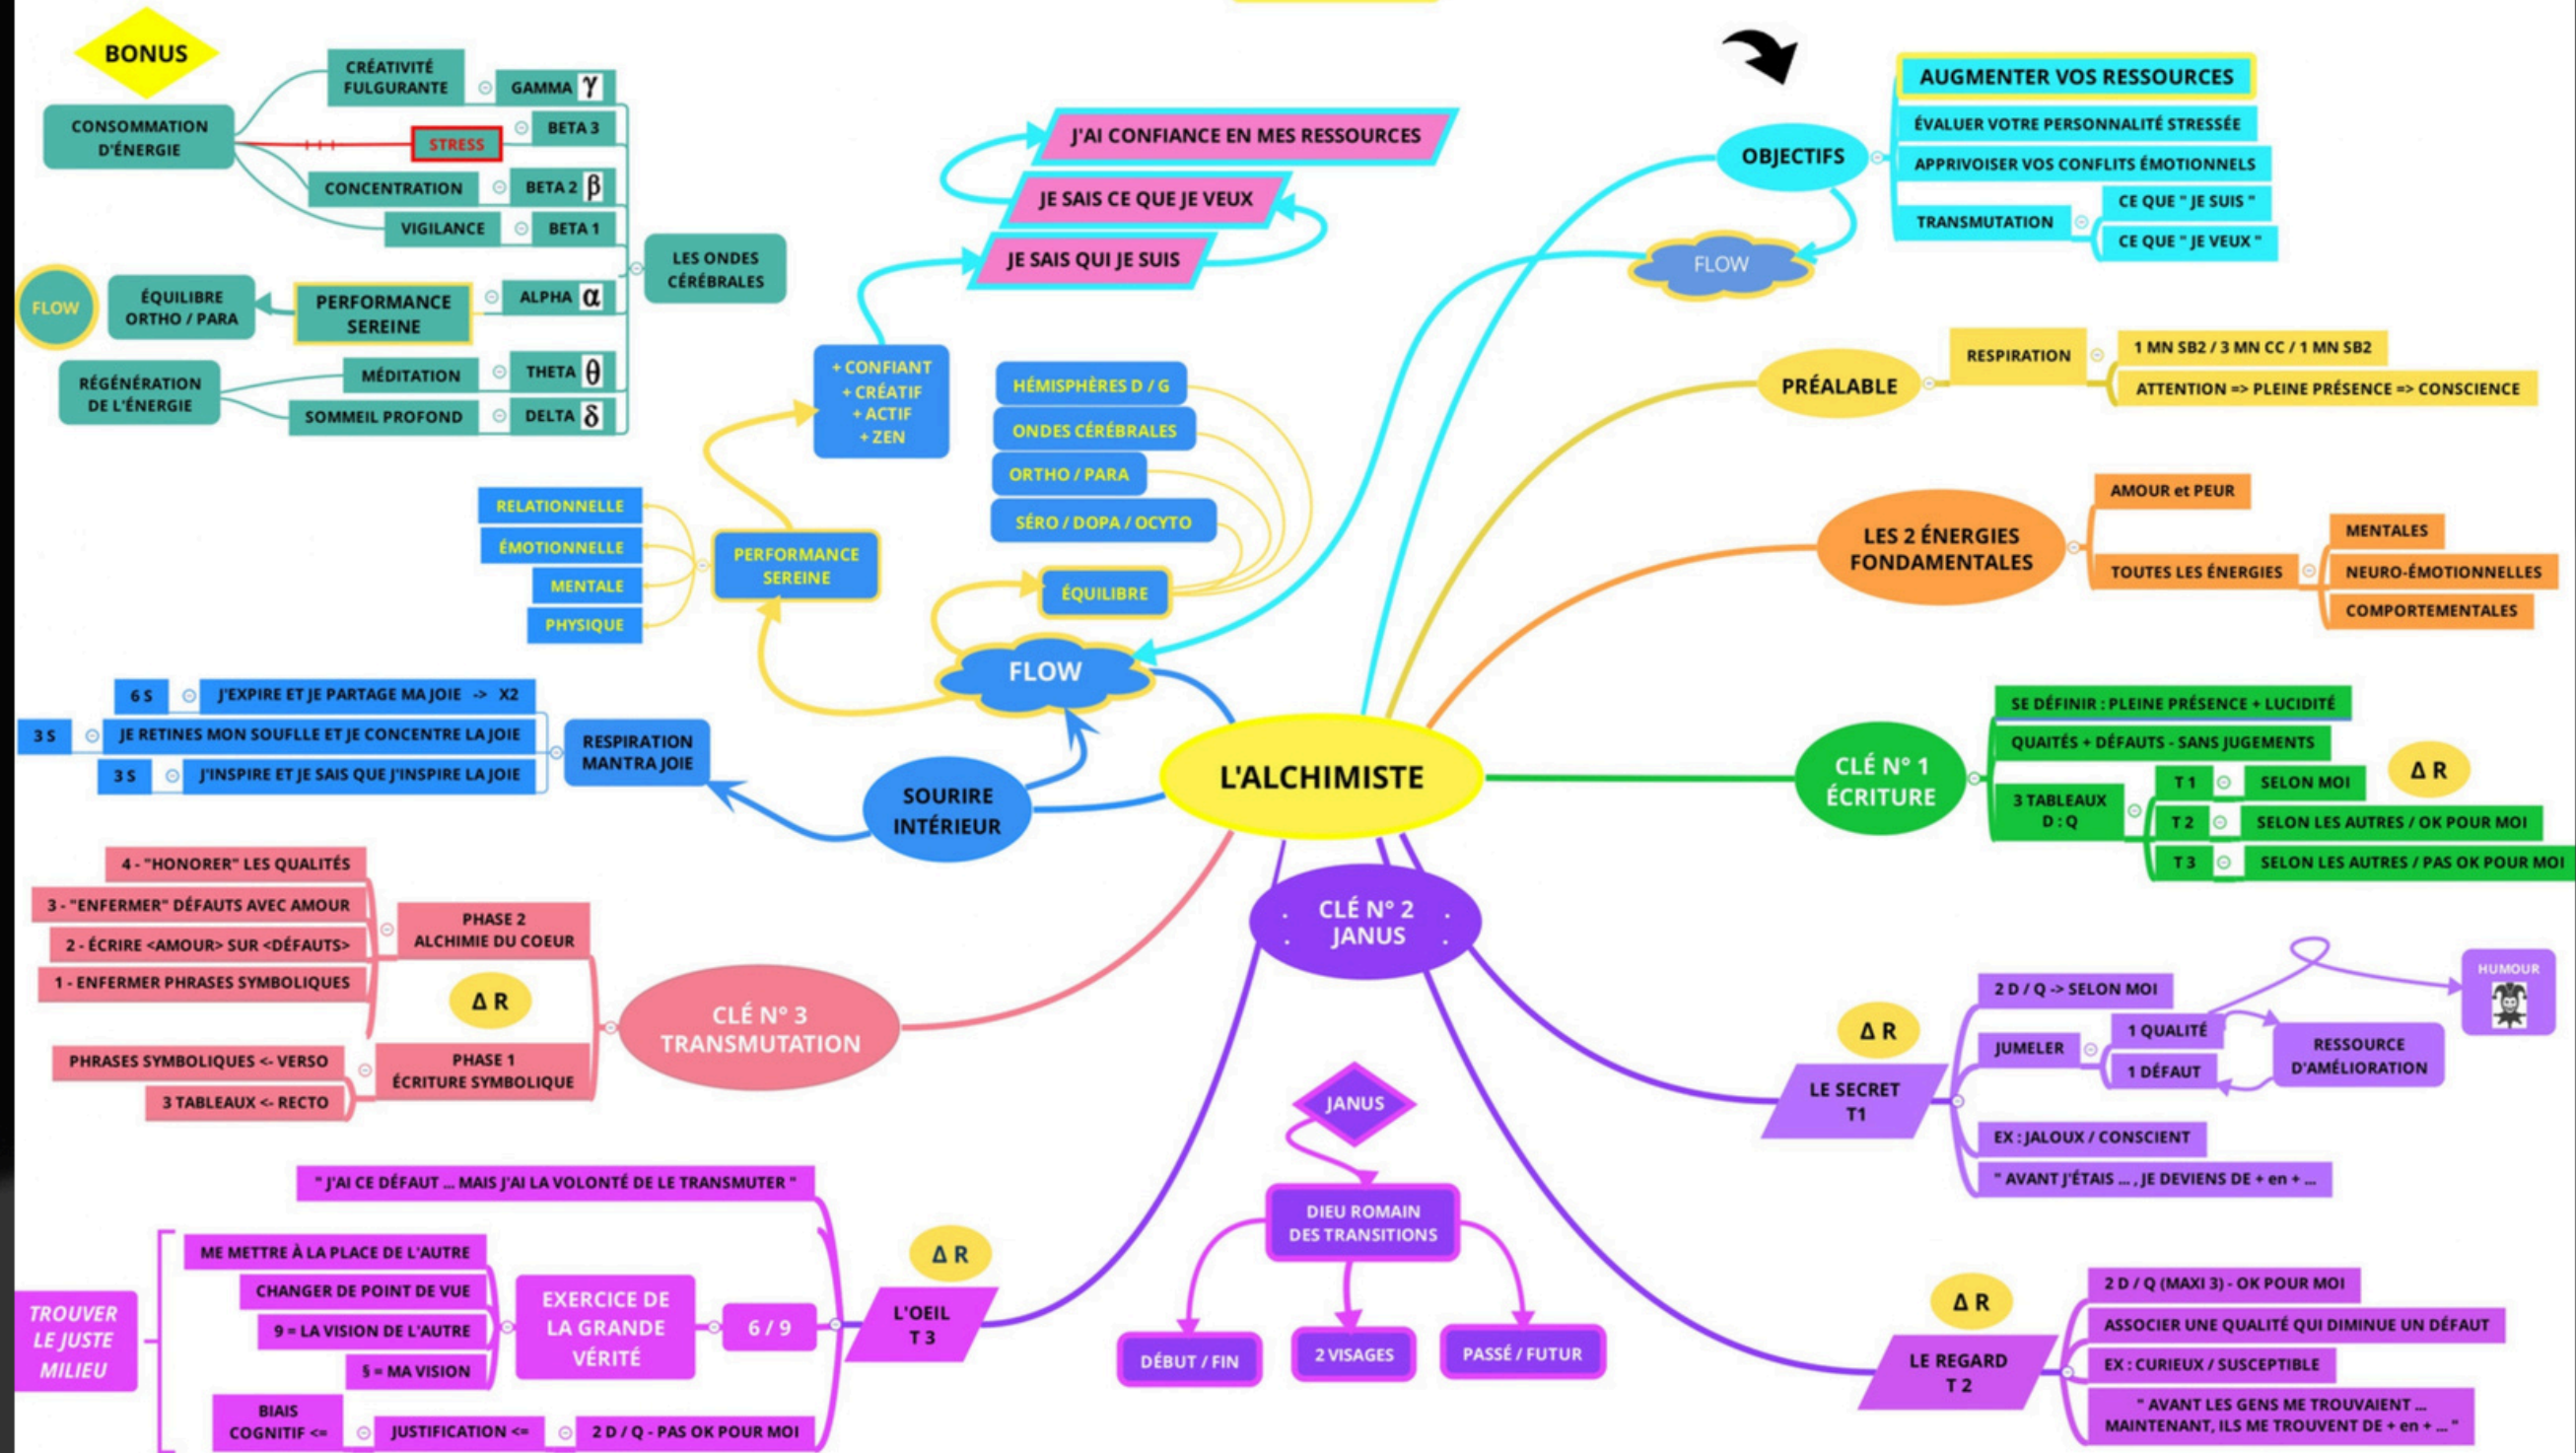 BONUS
CRÉATIVITÉ
FULGURANTE
GAMMA γ
CONSOMMATION
D'ÉNERGIE
BETA 3
STRESS
CONCENTRATION
BETA 2 β
VIGILANCE
BETA 1
LES ONDES
CÉRÉBRALES
FLOW
ÉQUILIBRE
ORTHO / PARA
PERFORMANCE
SEREINE
ALPHA α
RÉGÉNÉRATION
DE L'ÉNERGIE
MÉDITATION
THETA θ
SOMMEIL PROFOND
DELTA δ
J'AI CONFIANCE EN MES RESSOURCES
JE SAIS CE QUE JE VEUX
JE SAIS QUI JE SUIS
+ CONFIANT
+ CRÉATIF
+ ACTIF
+ ZEN
HÉMISPHÈRES D / G
ONDES CÉRÉBRALES
ORTHO / PARA
SÉRO / DOPA / OCYTO
ÉQUILIBRE
RELATIONNELLE
ÉMOTIONNELLE
MENTALE
PHYSIQUE
PERFORMANCE
SEREINE
FLOW
OBJECTIFS
AUGMENTER VOS RESSOURCES
ÉVALUER VOTRE PERSONNALITÉ STRESSÉE
APPRIVOISER VOS CONFLITS ÉMOTIONNELS
TRANSMUTATION
CE QUE " JE SUIS "
CE QUE " JE VEUX "
FLOW
PRÉALABLE
RESPIRATION
1 MN SB2 / 3 MN CC / 1 MN SB2
ATTENTION => PLEINE PRÉSENCE => CONSCIENCE
LES 2 ÉNERGIES
FONDAMENTALES
AMOUR et PEUR
TOUTES LES ÉNERGIES
MENTALES
NEURO-ÉMOTIONNELLES
COMPORTEMENTALES
6 S
J'EXPIRE ET JE PARTAGE MA JOIE -> X2
3 S
JE RETINES MON SOUFLLE ET JE CONCENTRE LA JOIE
3 S
J'INSPIRE ET JE SAIS QUE J'INSPIRE LA JOIE
RESPIRATION
MANTRA JOIE
SOURIRE
INTÉRIEUR
L'ALCHIMISTE
CLÉ N° 1
ÉCRITURE
SE DÉFINIR : PLEINE PRÉSENCE + LUCIDITÉ
QUAITÉS + DÉFAUTS - SANS JUGEMENTS
3 TABLEAUX
D : Q
T 1
SELON MOI
Δ R
T 2
SELON LES AUTRES / OK POUR MOI
T 3
SELON LES AUTRES / PAS OK POUR MOI
4 - "HONORER" LES QUALITÉS
3 - "ENFERMER" DÉFAUTS AVEC AMOUR
2 - ÉCRIRE <AMOUR> SUR <DÉFAUTS>
1 - ENFERMER PHRASES SYMBOLIQUES
PHASE 2
ALCHIMIE DU COEUR
Δ R
PHRASES SYMBOLIQUES <- VERSO
3 TABLEAUX <- RECTO
PHASE 1
ÉCRITURE SYMBOLIQUE
CLÉ N° 3
TRANSMUTATION
CLÉ N° 2
JANUS
JANUS
DIEU ROMAIN
DES TRANSITIONS
DÉBUT / FIN
2 VISAGES
PASSÉ / FUTUR
Δ R
LE SECRET
T1
2 D / Q -> SELON MOI
JUMELER
1 QUALITÉ
1 DÉFAUT
RESSOURCE
D'AMÉLIORATION
HUMOUR
EX : JALOUX / CONSCIENT
" AVANT J'ÉTAIS ... , JE DEVIENS DE + en + ...
" J'AI CE DÉFAUT ... MAIS J'AI LA VOLONTÉ DE LE TRANSMUTER "
TROUVER
LE JUSTE
MILIEU
ME METTRE À LA PLACE DE L'AUTRE
CHANGER DE POINT DE VUE
9 = LA VISION DE L'AUTRE
§ = MA VISION
EXERCICE DE
LA GRANDE
VÉRITÉ
6 / 9
Δ R
L'OEIL
T 3
BIAIS
COGNITIF <=
JUSTIFICATION <=
2 D / Q - PAS OK POUR MOI
Δ R
LE REGARD
T 2
2 D / Q (MAXI 3) - OK POUR MOI
ASSOCIER UNE QUALITÉ QUI DIMINUE UN DÉFAUT
EX : CURIEUX / SUSCEPTIBLE
" AVANT LES GENS ME TROUVAIENT ...
MAINTENANT, ILS ME TROUVENT DE + en + ... "